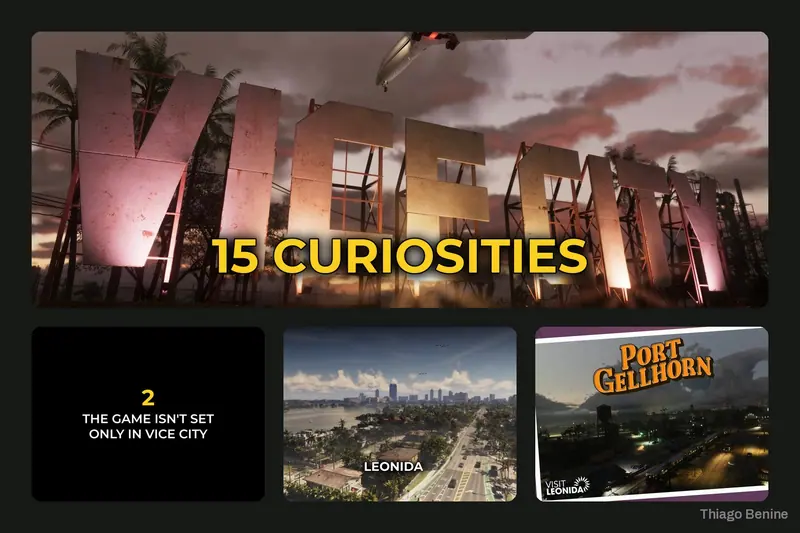 VICE CITY
15 CURIOSITIES
2
THE GAME ISN'T SET
ONLY IN VICE CITY
LEONIDA
PORT
GELLHORN
VISIT
LEONIDA
Thiago Benine